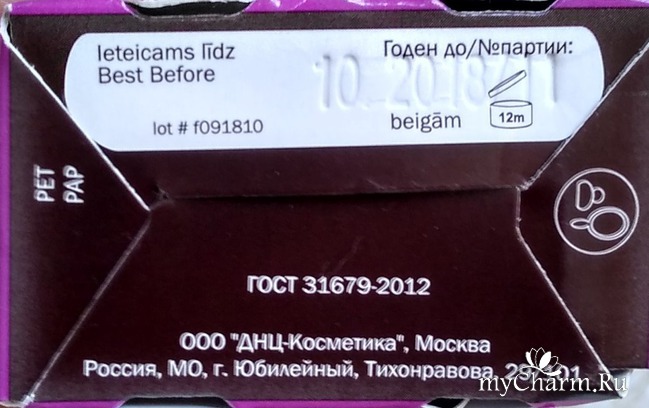 Ieteicams līdz
Best Before
Годен до/№партии:
10 2018/11
lot # f091810
beigām
12m
PET
PAP
ГОСТ 31679-2012
ООО "ДНЦ-Косметика", Москва
Россия, МО, г. Юбилейный, Тихонравова,
myCharm.Ru